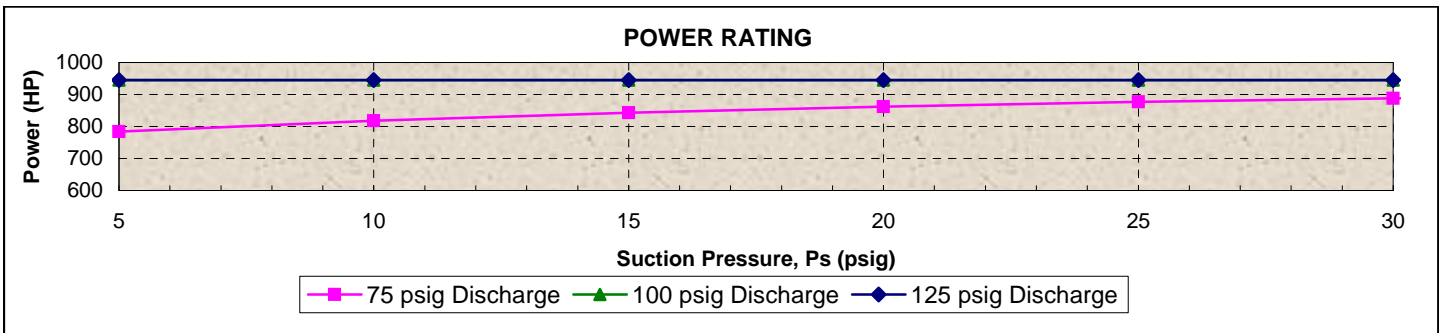 POWER RATING
Power (HP)
1000
900
800
700
600
5 10 15 20 25 30
Suction Pressure, Ps (psig)
75 psig Discharge 100 psig Discharge 125 psig Discharge